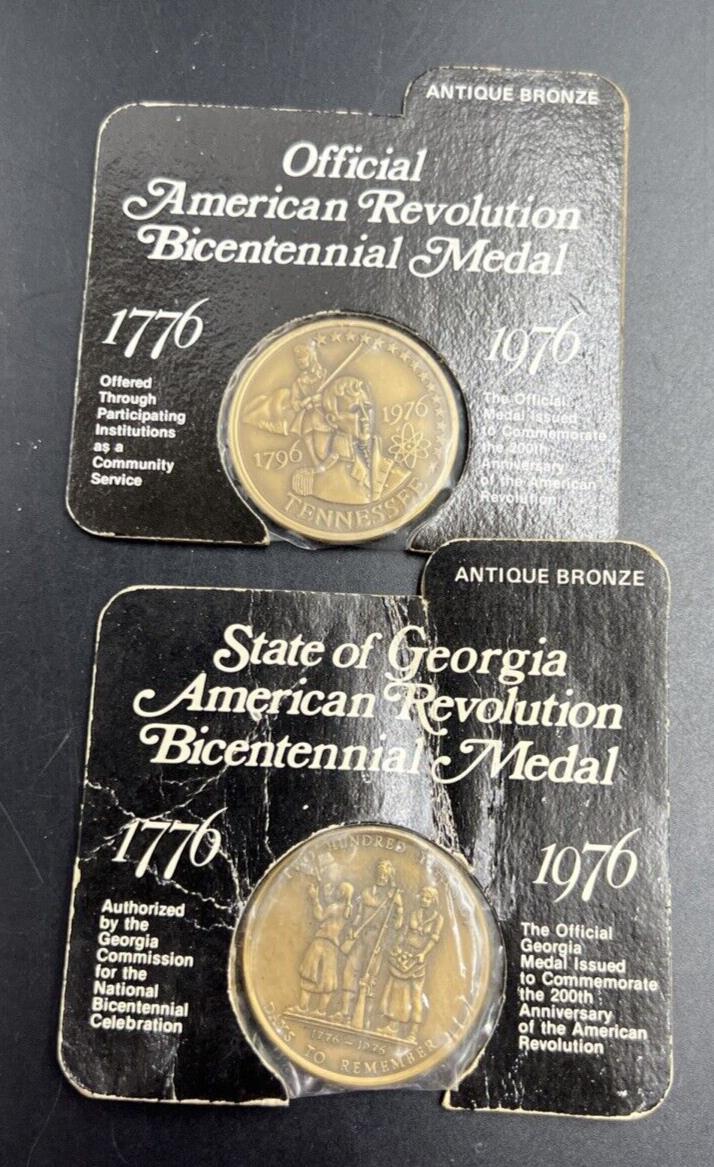 ANTIQUE BRONZE
Official
American Revolution
Bicentennial Medal
1776
1976
Offered
Through
Participating
Institutions
as a
Community
Service
The Official
Medal Issued
to Commemorate
the 200th
Anniversary
of the American
Revolution
1976
1796
TENNESSEE
ANTIQUE BRONZE
State of Georgia
American Revolution
Bicentennial Medal
1776
1976
Authorized
by the
Georgia
Commission
for the
National
Bicentennial
Celebration
The Official
Georgia
Medal Issued
to Commemorate
the 200th
Anniversary
of the American
Revolution
HUNDRED
1776-1976
DAYS TO REMEMBER